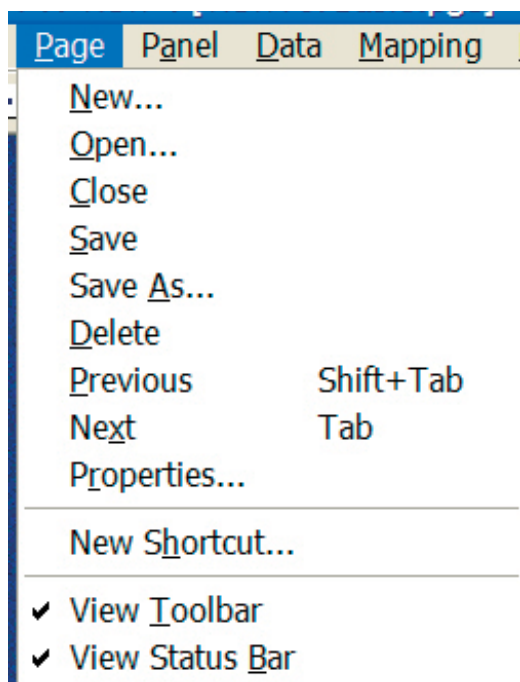 Page Panel Data Mapping
New...
Open...
Close
Save
Save As...
Delete
Previous Shift+Tab
Next Tab
Properties...
New Shortcut...
View Toolbar
View Status Bar